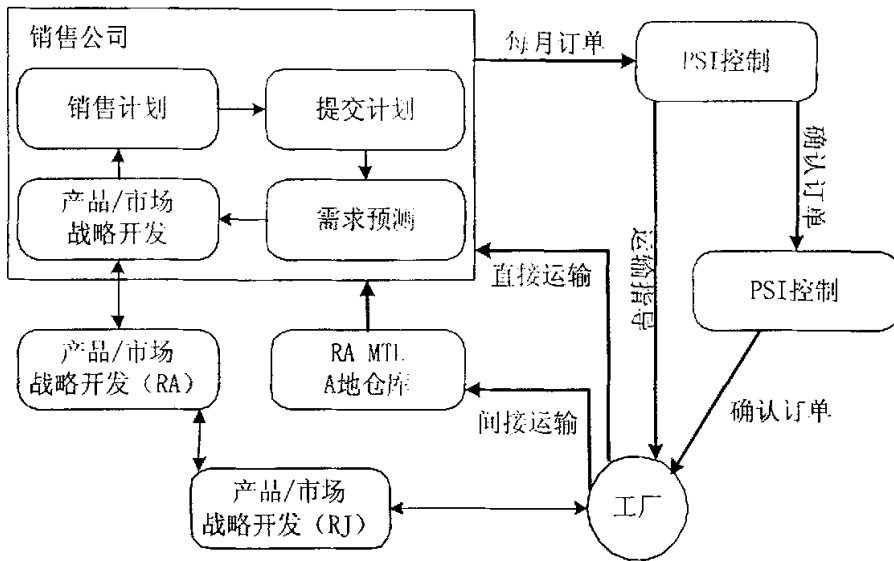 销售公司
每月订单
PSI控制
销售计划
提交计划
确认订单
产品/市场
战略开发
需求预测
运输指导
直接运输
PSI控制
产品/市场
战略开发（RA）
RA MTL
A地仓库
间接运输
确认订单
产品/市场
战略开发（RJ）
工厂